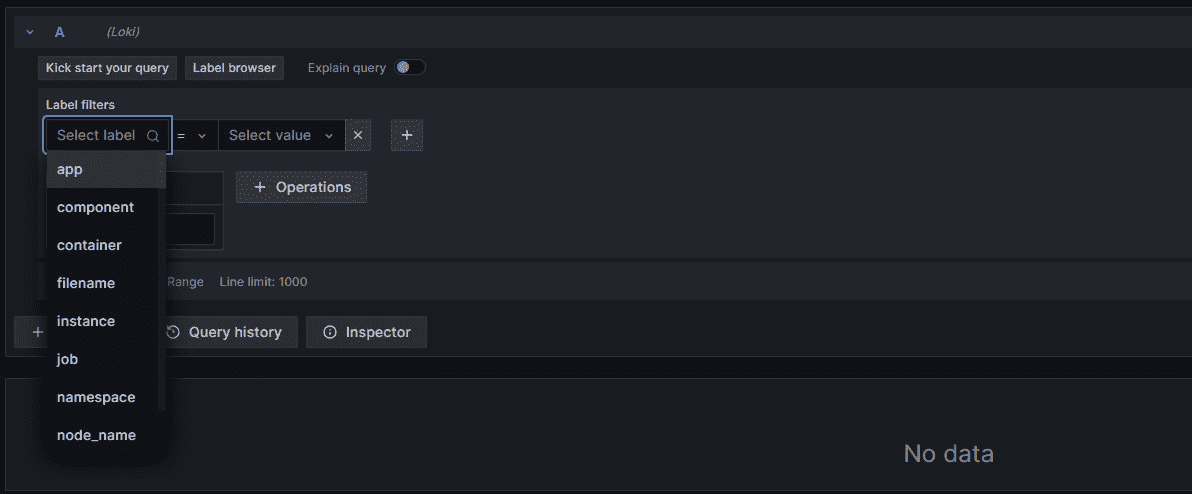 A (Loki)
Kick start your query Label browser Explain query
Label filters
Select label = Select value × +
app
+ Operations
component
container
filename
Range Line limit: 1000
instance
+ Query history Inspector
job
namespace
node_name
No data